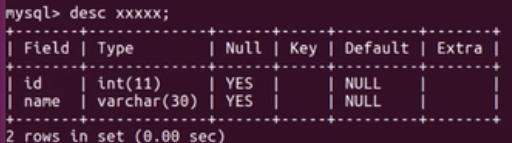 mysql> desc xxxxx;
+-------+-------------+------+-----+---------+-------+
| Field | Type        | Null | Key | Default | Extra |
+-------+-------------+------+-----+---------+-------+
| id    | int(11)     | YES  |     | NULL    |       |
| name  | varchar(30) | YES  |     | NULL    |       |
+-------+-------------+------+-----+---------+-------+
2 rows in set (0.00 sec)